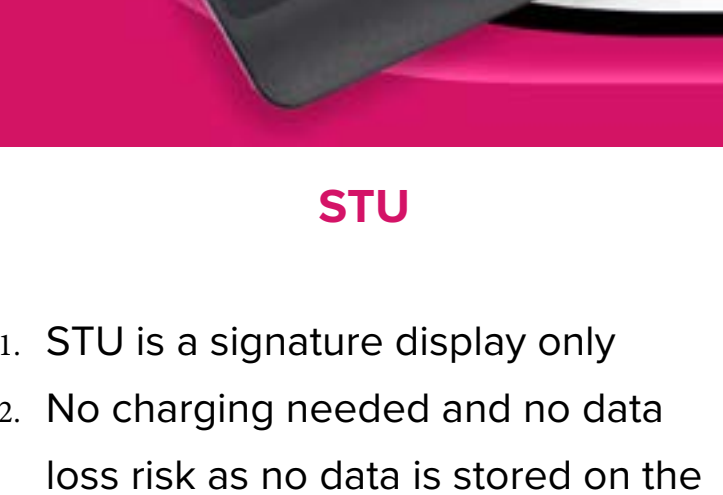 STU
1. STU is a signature display only
2. No charging needed and no data
loss risk as no data is stored on the